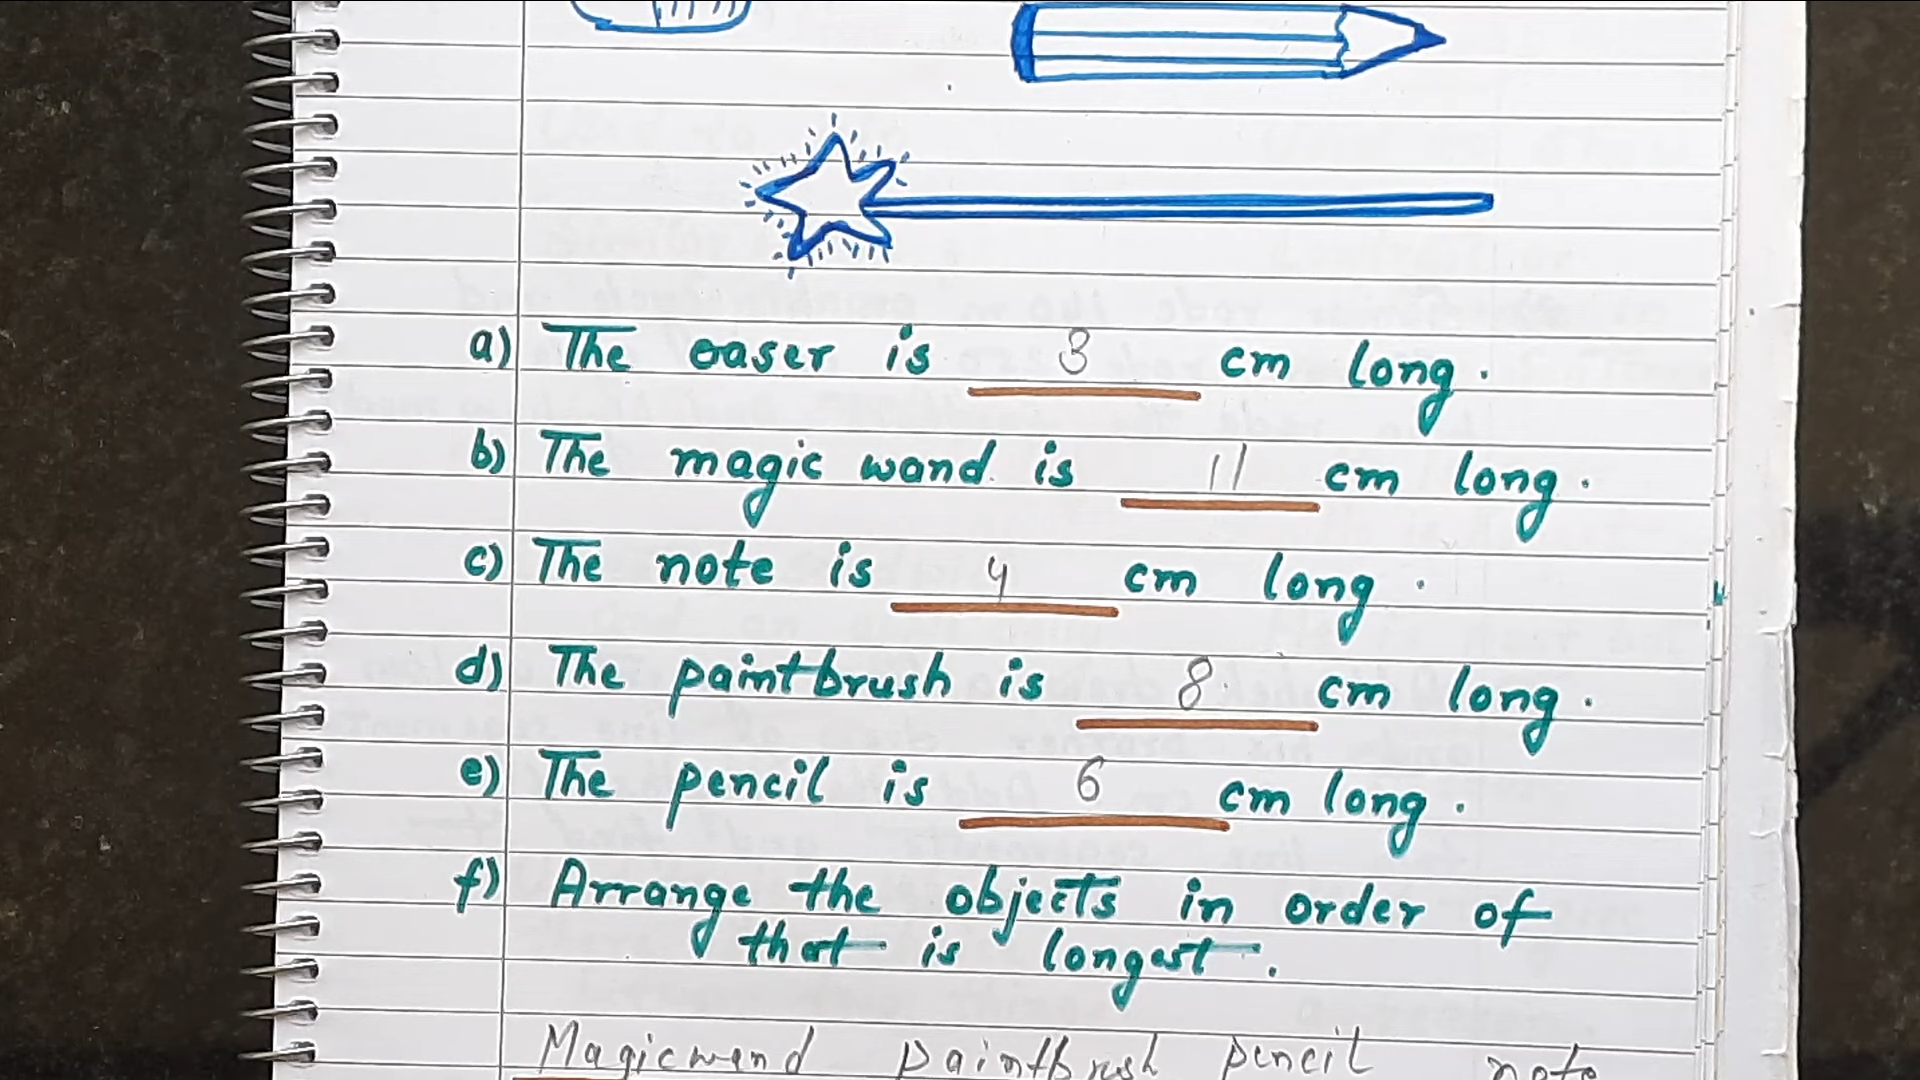 a) The easer is 3 cm long.
b) The magic wand is 11 cm long.
c) The note is 4 cm long.
d) The paintbrush is 8 cm long.
e) The pencil is 6 cm long.
f) Arrange the objects in order of
that is longest.
Magicwand paintbrush pencil note